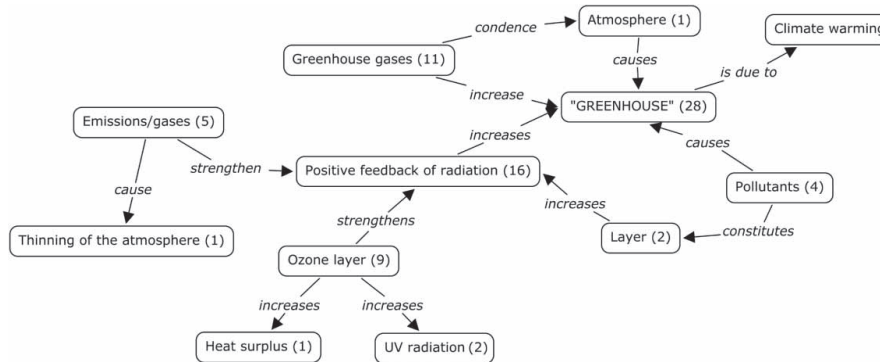 condence
Atmosphere (1)
Climate warming
Greenhouse gases (11)
causes
is due to
increase
"GREENHOUSE" (28)
Emissions/gases (5)
increases
causes
strengthen
Positive feedback of radiation (16)
cause
Pollutants (4)
strengthens
increases
Thinning of the atmosphere (1)
Layer (2)
constitutes
Ozone layer (9)
increases
increases
Heat surplus (1)
UV radiation (2)